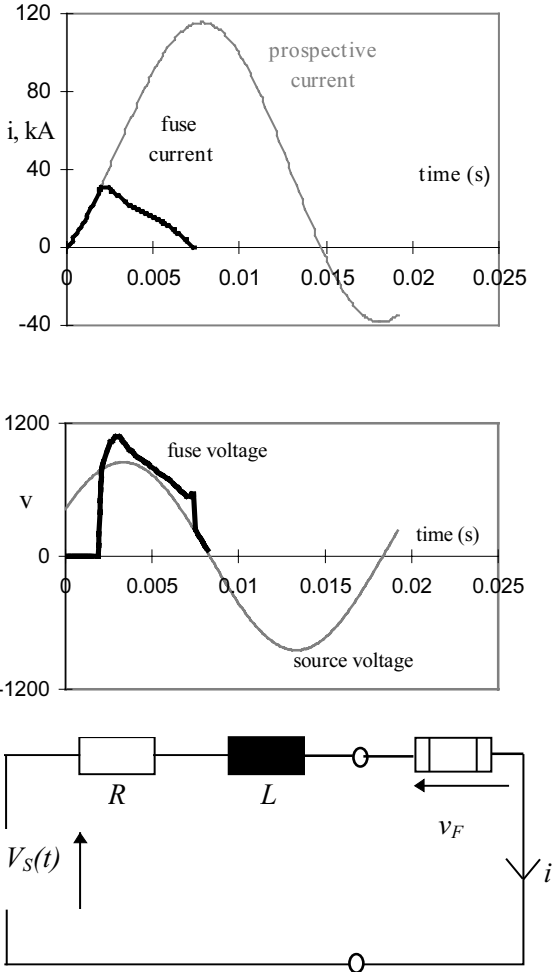 120
prospective
current
80
i, kA
fuse
current
40
time (s)
0
0 0.005 0.01 0.015 0.02 0.025
-40
1200
fuse voltage
v
time (s)
0
0 0.005 0.01 0.015 0.02 0.025
source voltage
-1200
R
L
vF
VS(t)
i